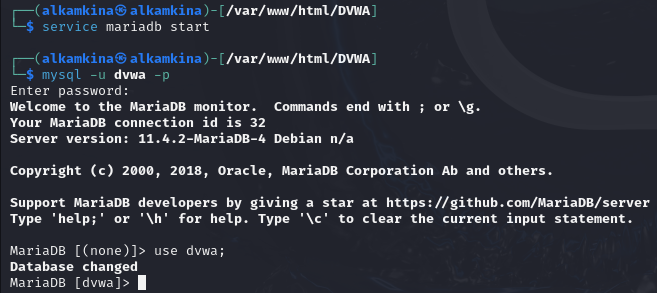 ┌──(alkamkina㉿alkamkina)-[/var/www/html/DVWA]
└─$ service mariadb start
┌──(alkamkina㉿alkamkina)-[/var/www/html/DVWA]
└─$ mysql -u dvwa -p
Enter password:
Welcome to the MariaDB monitor.  Commands end with ; or \g.
Your MariaDB connection id is 32
Server version: 11.4.2-MariaDB-4 Debian n/a
Copyright (c) 2000, 2018, Oracle, MariaDB Corporation Ab and others.
Support MariaDB developers by giving a star at https://github.com/MariaDB/server
Type 'help;' or '\h' for help. Type '\c' to clear the current input statement.
MariaDB [(none)]> use dvwa;
Database changed
MariaDB [dvwa]>